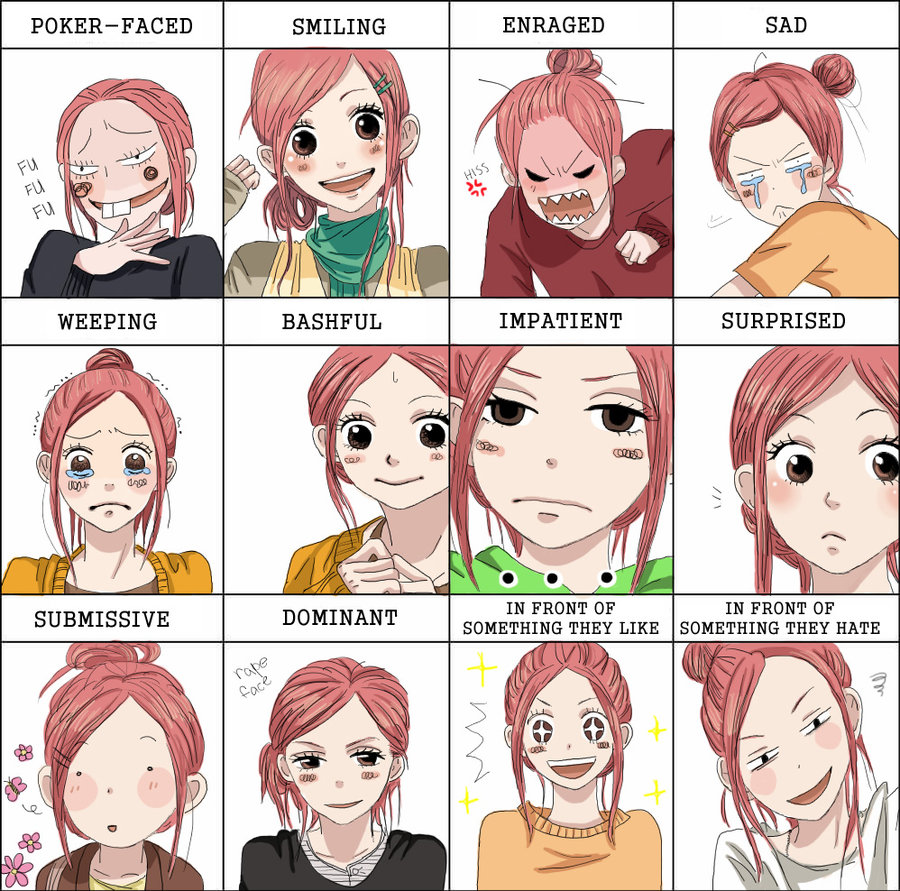 POKER-FACED
SMILING
ENRAGED
SAD
FU
FU
FU
HISS
WEEPING
BASHFUL
IMPATIENT
SURPRISED
SUBMISSIVE
DOMINANT
IN FRONT OF
SOMETHING THEY LIKE
IN FRONT OF
SOMETHING THEY HATE
rape
face